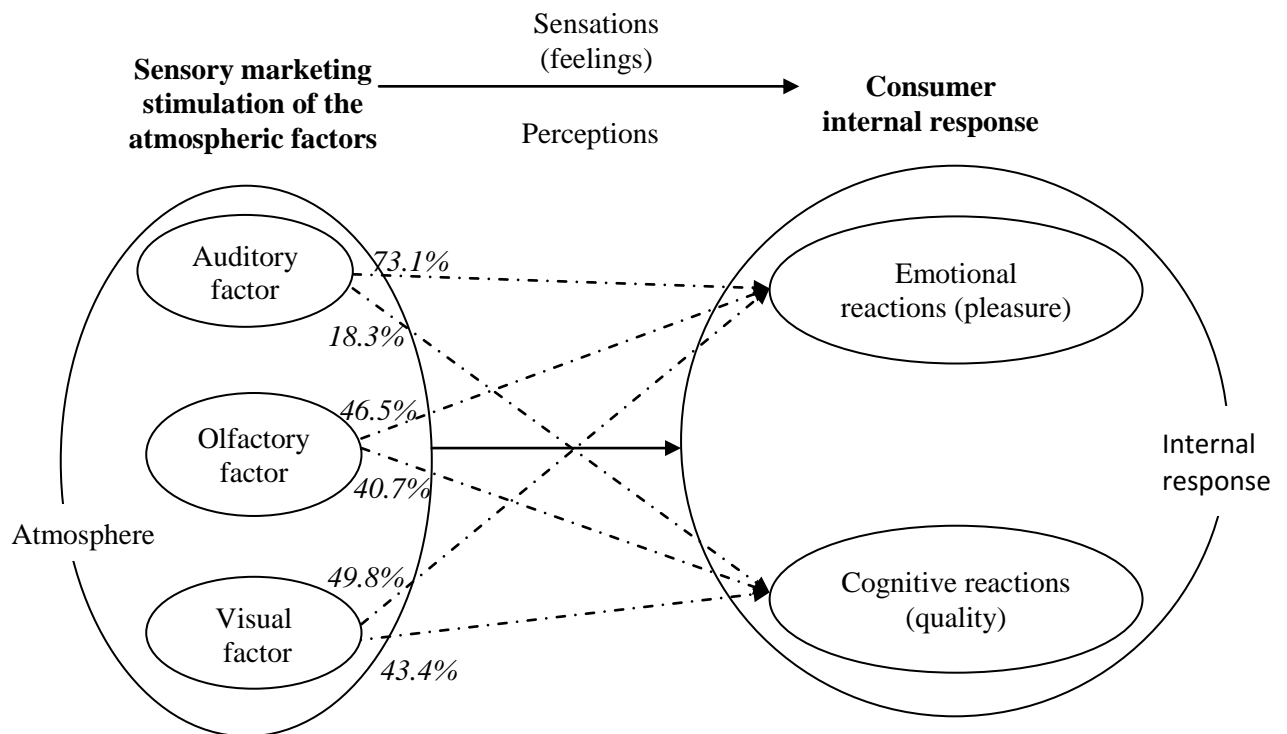 Sensations
(feelings)
Sensory marketing
stimulation of the
atmospheric factors
Consumer
internal response
Perceptions
Auditory
factor
73.1%
18.3%
Emotional
reactions (pleasure)
Olfactory
factor
46.5%
40.7%
Internal
response
Atmosphere
Visual
factor
49.8%
43.4%
Cognitive reactions
(quality)